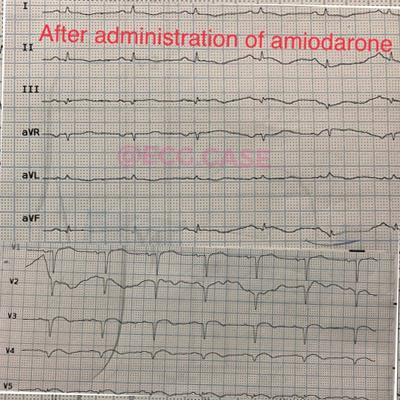 I
After administration of amiodarone
II
III
aVR
@ECG.CASE
aVL
aVF
V1
V2
V3
V4
V5